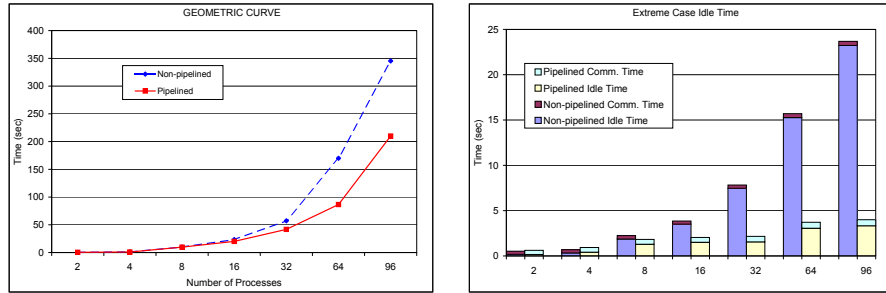 GEOMETRIC CURVE
400
350
300
250
200
150
100
50
0
Time (sec)
Non-pipelined
Pipelined
2 4 8 16 32 64 96
Number of Processes
Extreme Case Idle Time
25
20
15
10
5
0
Time (sec)
Pipelined Comm. Time
Pipelined Idle Time
Non-pipelined Comm. Time
Non-pipelined Idle Time
2 4 8 16 32 64 96